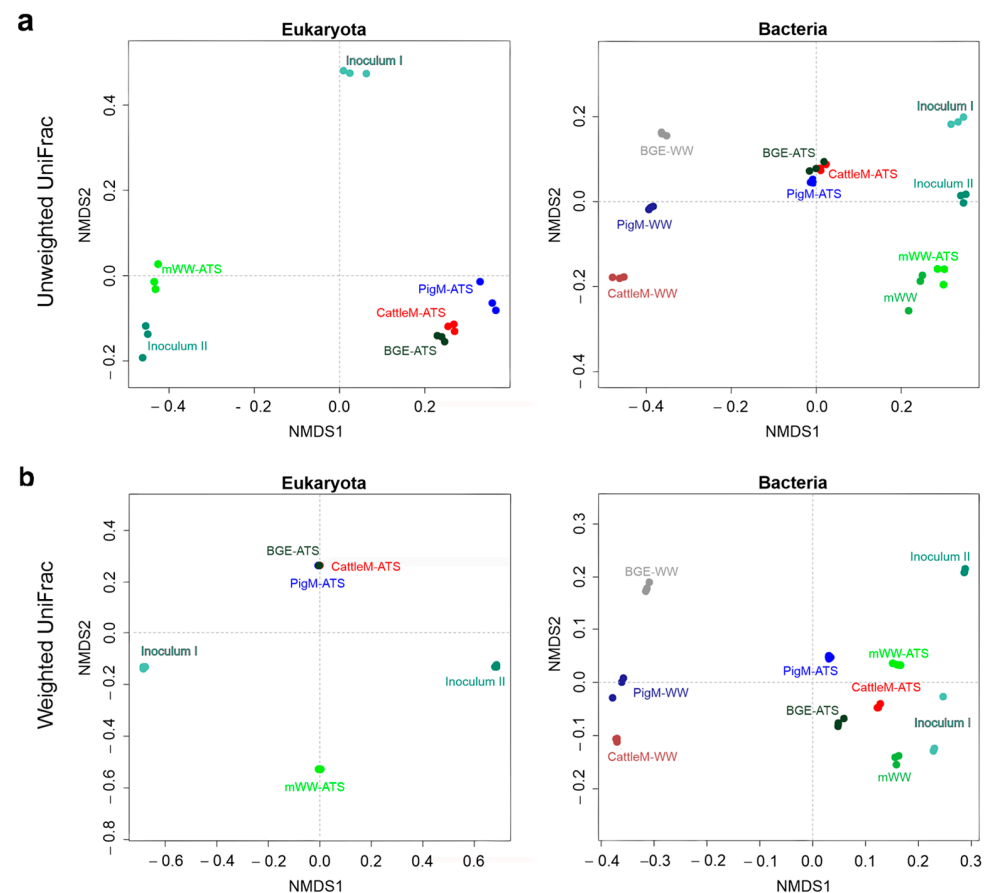 a
Eukaryota
Bacteria
Unweighted UniFrac
NMDS2
0.4
0.2
0.0
– 0.2
– 0.4
-
0.0
0.2
NMDS1
Inoculum I
mWW-ATS
Inoculum II
PigM-ATS
CattleM-ATS
BGE-ATS
NMDS2
0.2
0.0
– 0.2
– 0.4
– 0.4
– 0.2
0.0
0.2
NMDS1
Inoculum I
BGE-WW
BGE-ATS
CattleM-ATS
PigM-ATS
Inoculum II
PigM-WW
mWW-ATS
CattleM-WW
mWW
b
Eukaryota
Bacteria
Weighted UniFrac
NMDS2
0.4
0.2
0.0
– 0.2
– 0.4
– 0.6
– 0.8
– 0.6
– 0.4
– 0.2
0.0
0.2
0.4
0.6
NMDS1
BGE-ATS
CattleM-ATS
PigM-ATS
Inoculum I
Inoculum II
mWW-ATS
NMDS2
0.3
0.2
0.1
0.0
– 0.1
– 0.2
– 0.4
– 0.3
– 0.2
– 0.1
0.0
0.1
0.2
0.3
NMDS1
Inoculum II
BGE-WW
mWW-ATS
PigM-ATS
CattleM-ATS
PigM-WW
BGE-ATS
Inoculum I
CattleM-WW
mWW